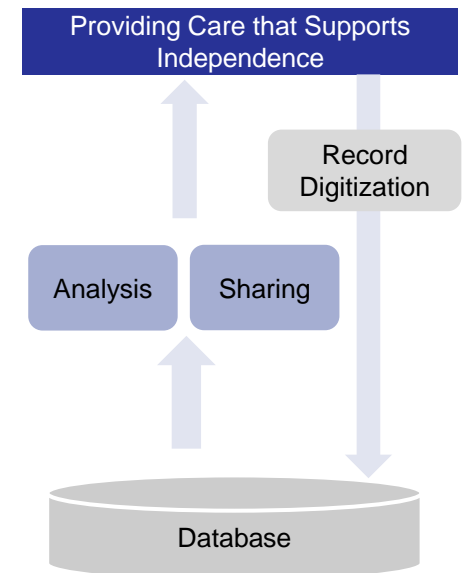 Providing Care that Supports
Independence
Record
Digitization
Analysis
Sharing
Database